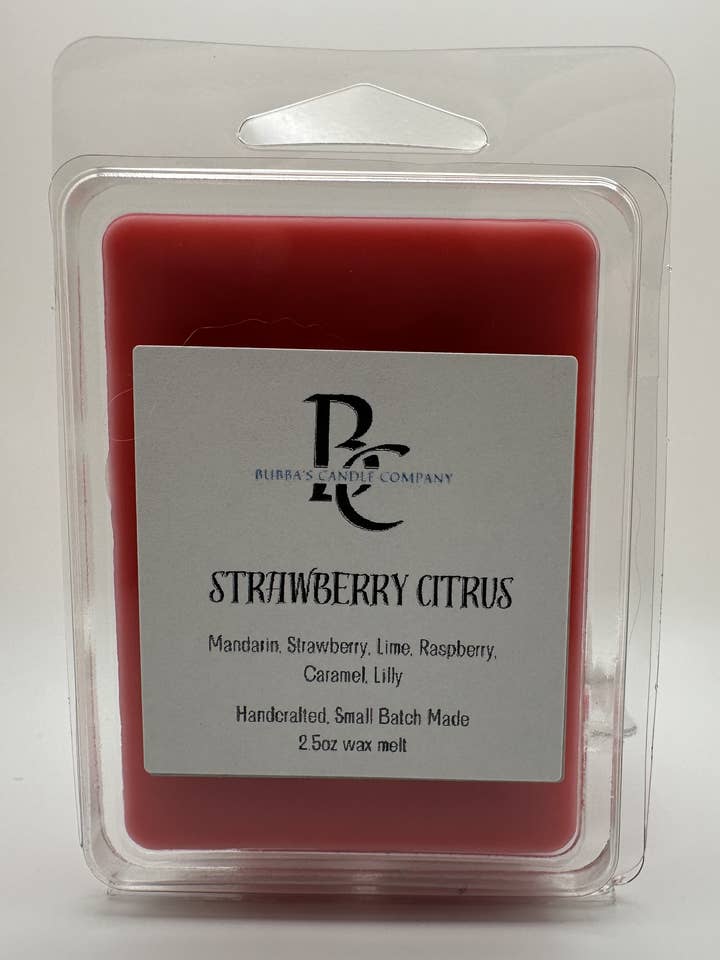 BC
BUBBA'S CANDLE COMPANY
STRAWBERRY CITRUS
Mandarin, Strawberry, Lime, Raspberry,
Caramel, Lilly
Handcrafted, Small Batch Made
2.5oz wax melt